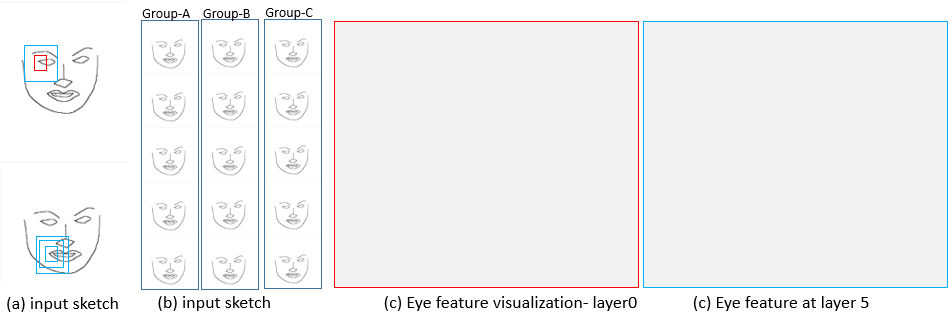 Group-A Group-B Group-C
(a) input sketch (b) input sketch (c) Eye feature visualization- layer0 (c) Eye feature at layer 5